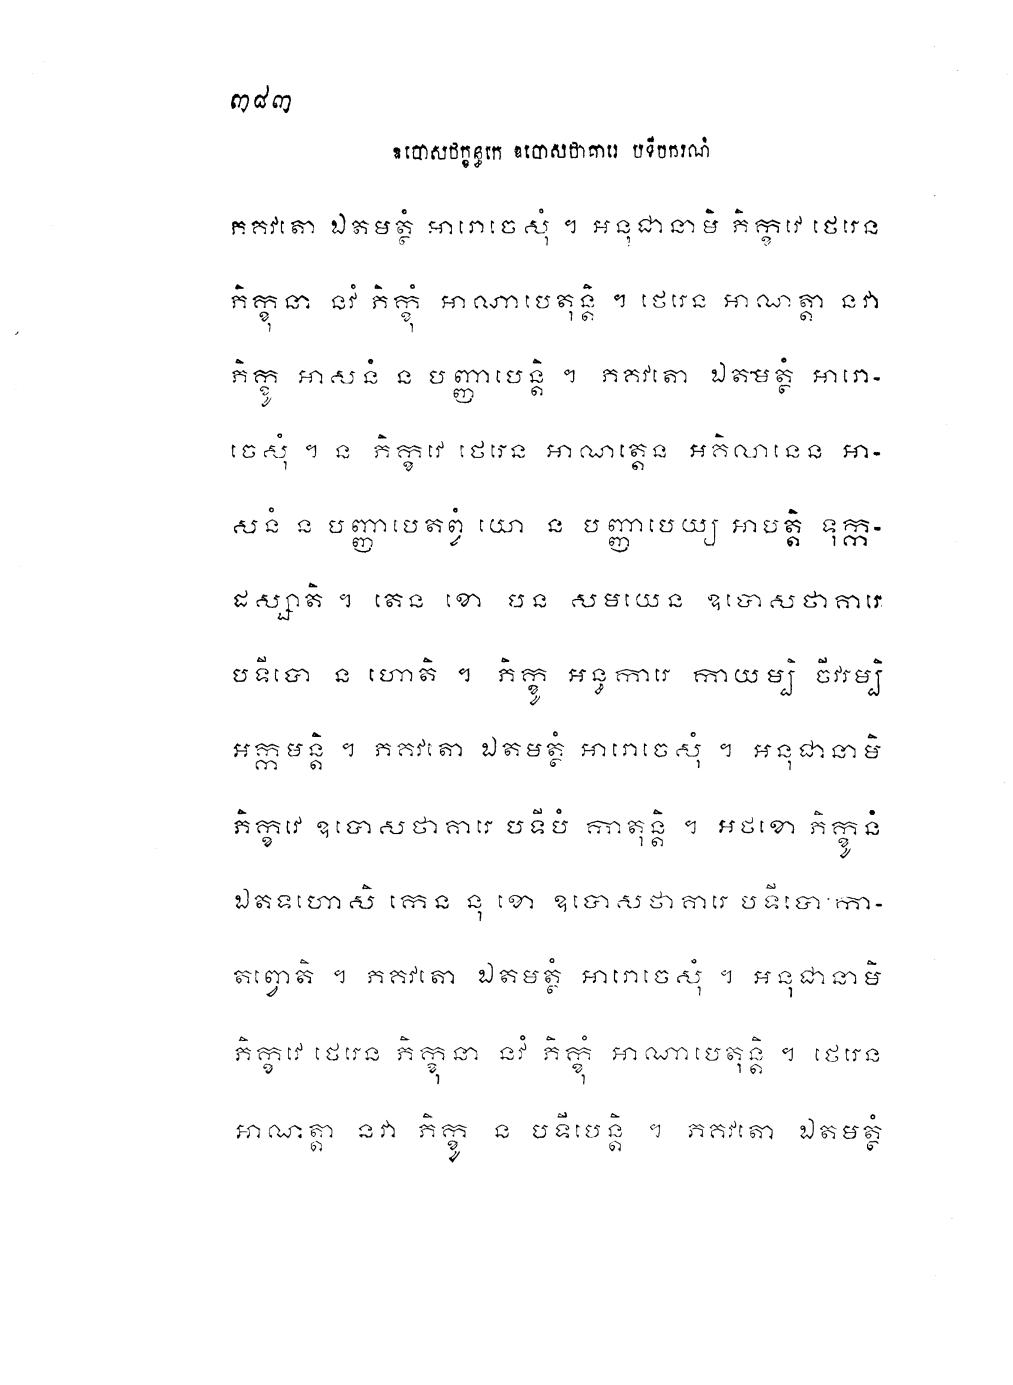 ៣៨៣
ឧបោសថក្ខន្ធកេ ឧបោសថាគារេ បទីបករណំ
ភគវតោ ឯតមត្ថំ អារោចេសុំ ។ អនុជានាមិ ភិក្ខវេ ថេរេន
ភិក្ខុនា នវំ ភិក្ខុំ អាណាបេតុន្តិ ។ ថេរេន អាណត្តា នវា
ភិក្ខូ អាសនំ ន បញ្ញាបេន្តិ ។ ភគវតោ ឯតមត្ថំ អារោ-
ចេសុំ ។ ន ភិក្ខវេ ថេរេន អាណត្តេន អគិលានេន អា-
សនំ ន បញ្ញាបេតព្វំ យោ ន បញ្ញាបេយ្យ អាបត្តិ ទុក្ក-
ដស្សាតិ ។ តេន ខោ បន សមយេន ឧបោសថាគារេ
បទីបោ ន ហោតិ ។ ភិក្ខូ អន្ធការេ កាយម្បិ ចីវរម្បិ
អក្កមន្តិ ។ ភគវតោ ឯតមត្ថំ អារោចេសុំ ។ អនុជានាមិ
ភិក្ខវេ ឧបោសថាគារេ បទីបំ កាតុន្តិ ។ អថខោ ភិក្ខូនំ
ឯតទហោសិ កេន នុ ខោ ឧបោសថាគារេ បទីបោ កា-
តព្វោតិ ។ ភគវតោ ឯតមត្ថំ អារោចេសុំ ។ អនុជានាមិ
ភិក្ខវេ ថេរេន ភិក្ខុនា នវំ ភិក្ខុំ អាណាបេតុន្តិ ។ ថេរេន
អាណត្តា នវា ភិក្ខូ ន បទីបេន្តិ ។ ភគវតោ ឯតមត្ថំ